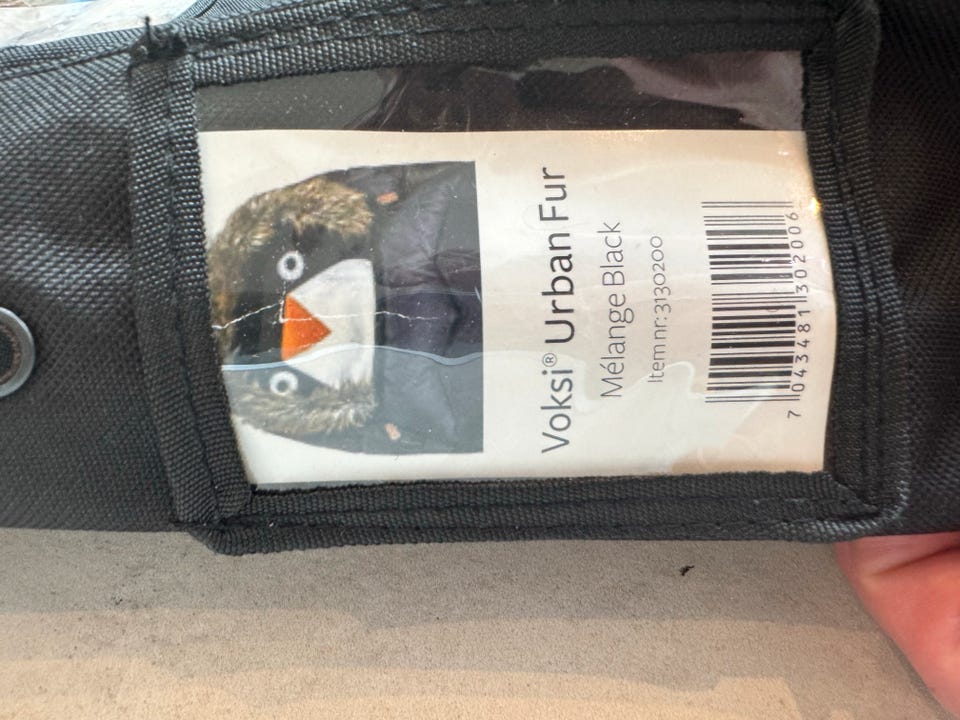 Voksi® Urban Fur
Mélange Black
Item nr: 3130200
7 043481 302006